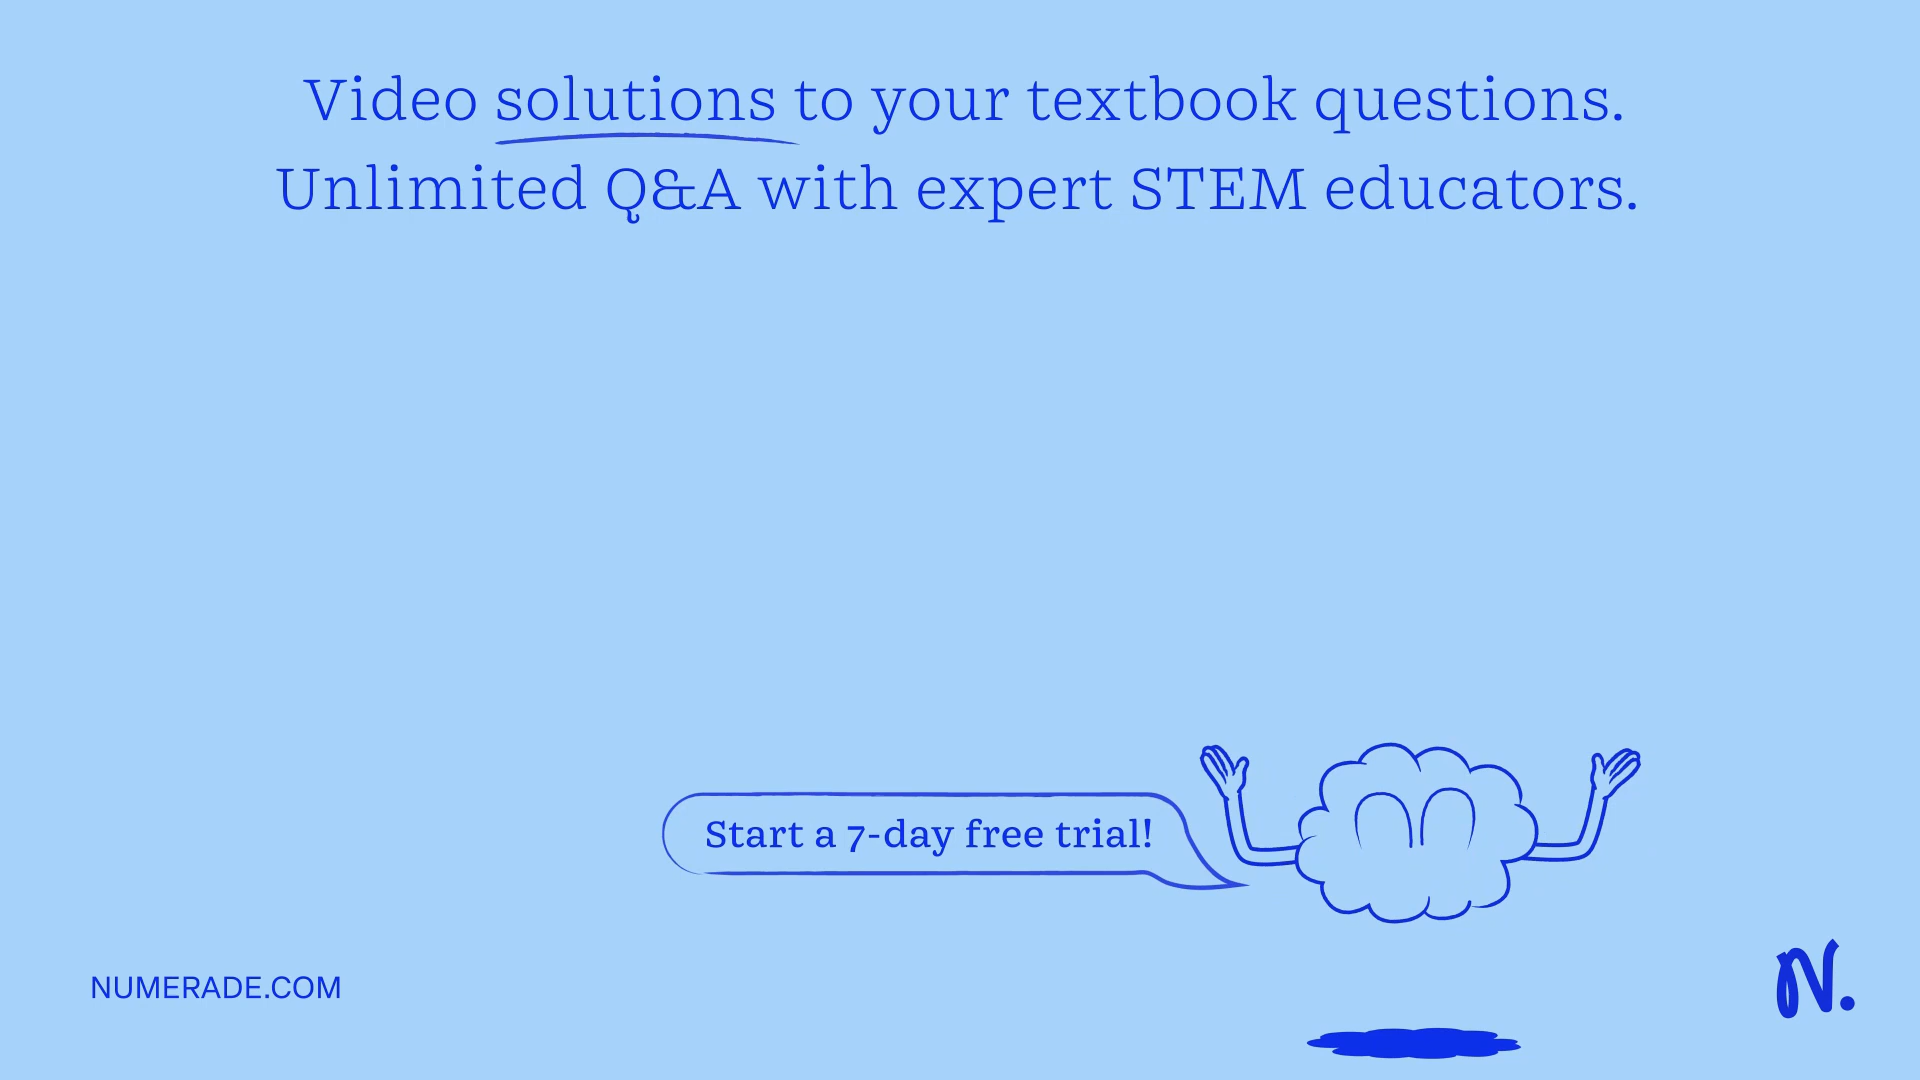 Video solutions to your textbook questions.
Unlimited Q&A with expert STEM educators.
Start a 7-day free trial!
NUMERADE.COM
N.